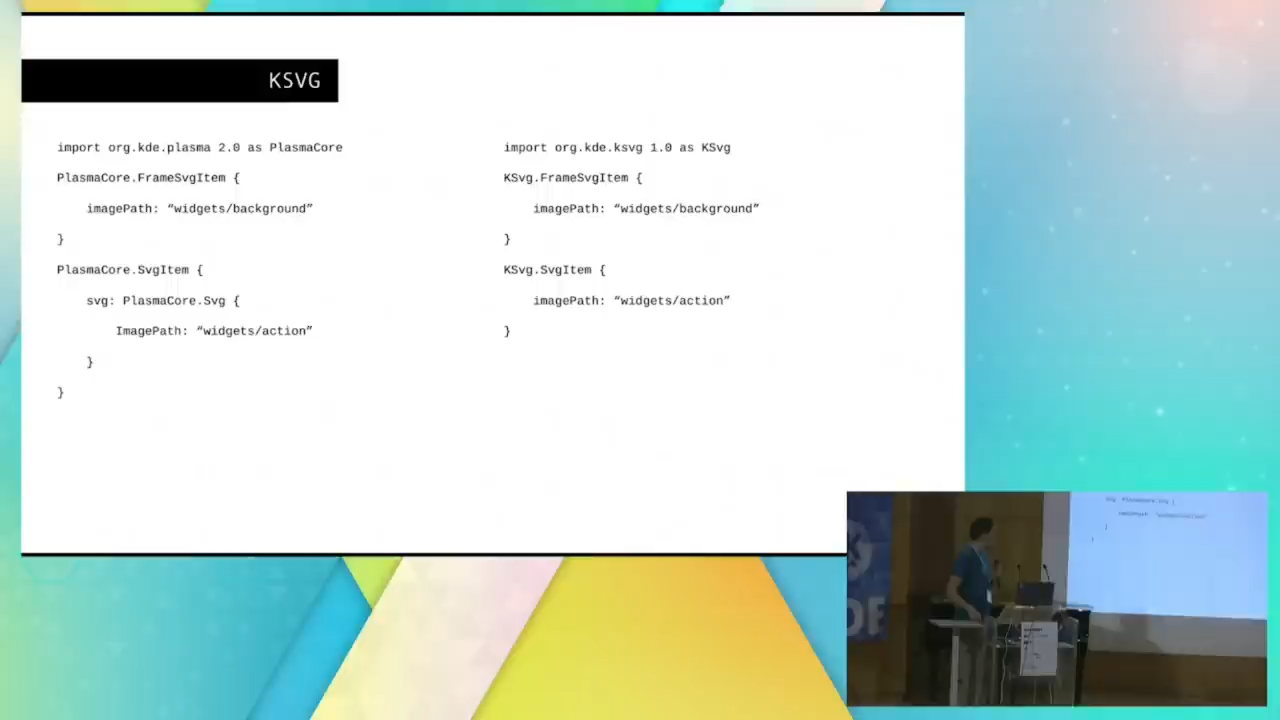 KSVG
import org.kde.plasma 2.0 as PlasmaCore
PlasmaCore.FrameSvgItem {
imagePath: “widgets/background”
}
PlasmaCore.SvgItem {
svg: PlasmaCore.Svg {
ImagePath: “widgets/action”
}
}
import org.kde.ksvg 1.0 as KSvg
KSvg.FrameSvgItem {
imagePath: “widgets/background”
}
KSvg.SvgItem {
imagePath: “widgets/action”
}